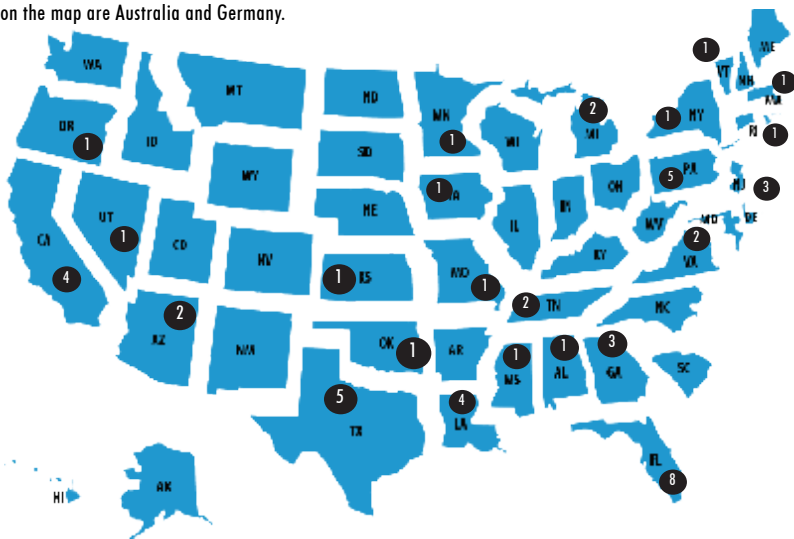 on the map are Australia and Germany.
WA
MT
ND
MN
1
OR
1
ID
WY
SD
WI
2
MI
1
NY
1
VT
NH
ME
1
MA
RI
1
CA
4
UT
1
CO
NV
NE
1
IA
IL
IN
OH
5
PA
NJ
3
MD
DE
WV
2
VA
KY
1
KS
MO
1
2
TN
NC
2
AZ
NM
OK
1
AR
1
MS
1
AL
3
GA
SC
5
TX
4
LA
FL
8
HI
AK